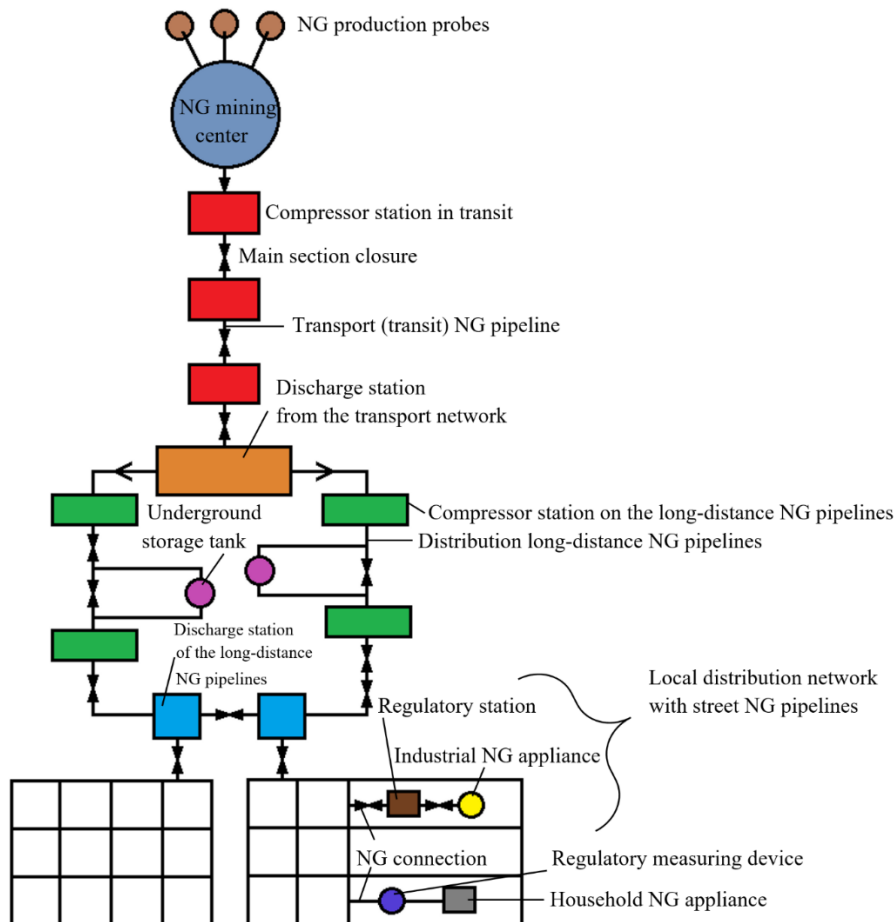 NG production probes
NG mining
center
Compressor station in transit
Main section closure
Transport (transit) NG pipeline
Discharge station
from the transport network
Underground
storage tank
Compressor station on the long-distance NG pipelines
Distribution long-distance NG pipelines
Discharge station
of the long-distance
NG pipelines
Local distribution network
with street NG pipelines
Regulatory station
Industrial NG appliance
NG connection
Regulatory measuring device
Household NG appliance